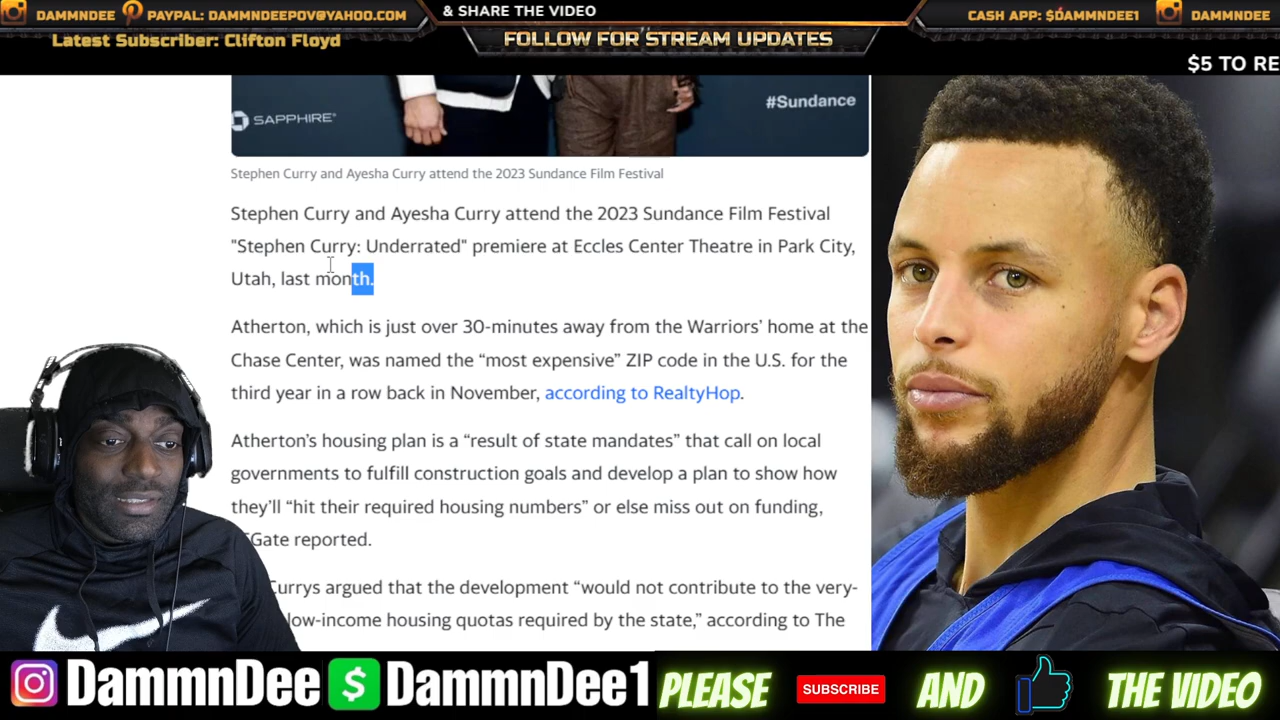 DAMMNDEE PAYPAL: DAMMNDEEPOV@YAHOO.COM
& SHARE THE VIDEO
CASH APP: $DAMMNDEE1 DAMMNDEE
Latest Subscriber: Clifton Floyd
FOLLOW FOR STREAM UPDATES
$5 TO RE
SAPPHIRE
#Sundance
Stephen Curry and Ayesha Curry attend the 2023 Sundance Film Festival
Stephen Curry and Ayesha Curry attend the 2023 Sundance Film Festival
"Stephen Curry: Underrated" premiere at Eccles Center Theatre in Park City,
Utah, last month.
Atherton, which is just over 30-minutes away from the Warriors' home at the
Chase Center, was named the “most expensive” ZIP code in the U.S. for the
third year in a row back in November, according to RealtyHop.
Atherton’s housing plan is a “result of state mandates” that call on local
governments to fulfill construction goals and develop a plan to show how
they’ll “hit their required housing numbers” or else miss out on funding,
Gate reported.
Currys argued that the development “would not contribute to the very-
low-income housing quotas required by the state,” according to The
DammnDee $ DammnDee1
PLEASE SUBSCRIBE AND THE VIDEO